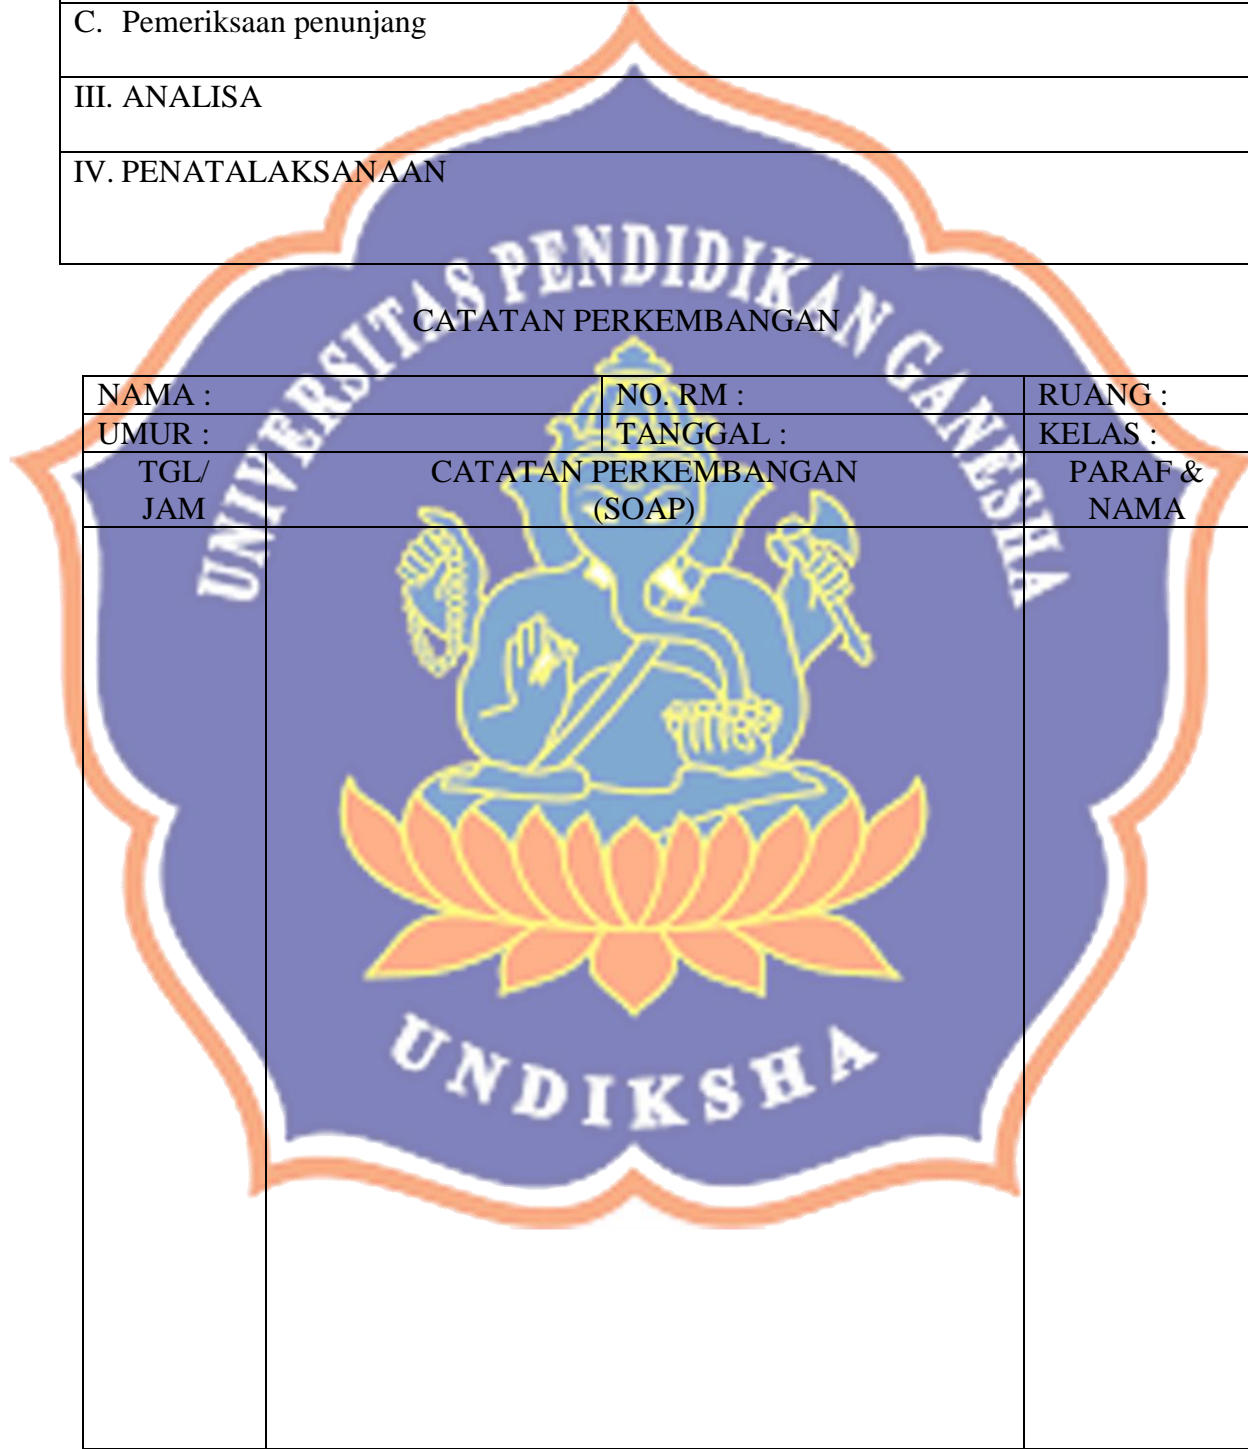 C. Pemeriksaan penunjang
III. ANALISA
IV. PENATALAKSANAAN
UNIVERSITAS PENDIDIKAN GANESHA
CATATAN PERKEMBANGAN
NAMA : NO. RM : RUANG :
UMUR : TANGGAL : KELAS :
TGL/ CATATAN PERKEMBANGAN PARAF &
JAM (SOAP) NAMA
UNDIKSHA